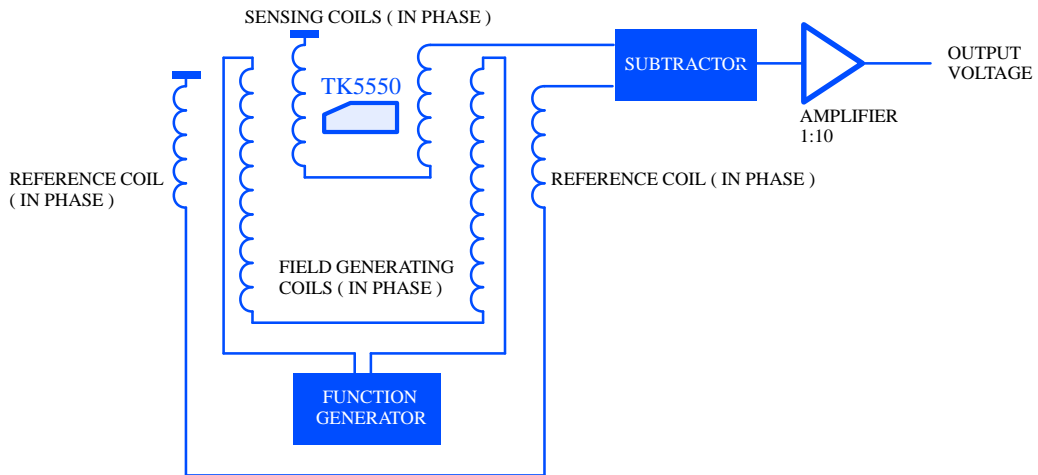 SENSING COILS ( IN PHASE )
TK5550
SUBTRACTOR
OUTPUT
VOLTAGE
AMPLIFIER
1:10
REFERENCE COIL
( IN PHASE )
REFERENCE COIL ( IN PHASE )
FIELD GENERATING
COILS ( IN PHASE )
FUNCTION
GENERATOR